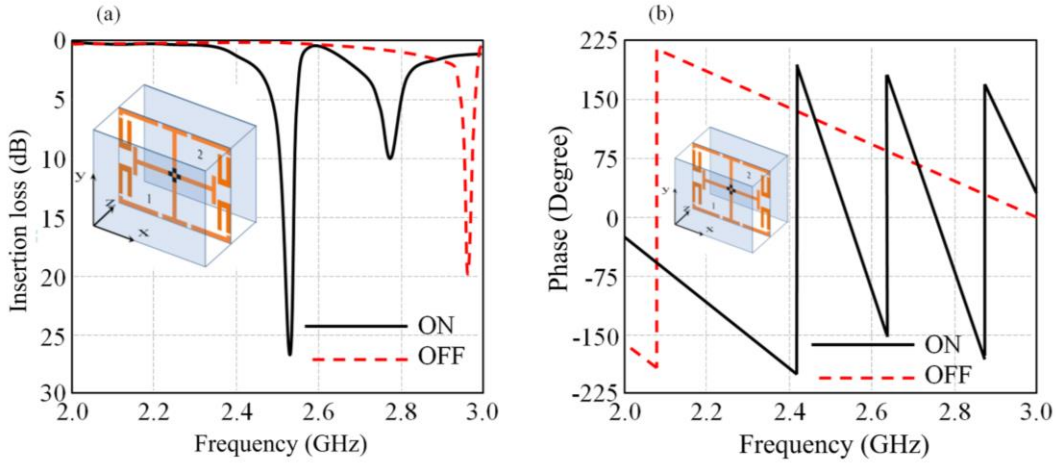 (a)
0
5
10
15
20
25
30
Insertion loss (dB)
2.0 2.2 2.4 2.6 2.8 3.0
Frequency (GHz)
ON
OFF
1
2
y
z
x
(b)
225
150
75
0
-75
-150
-225
Phase (Degree)
2.0 2.2 2.4 2.6 2.8 3.0
Frequency (GHz)
ON
OFF
1
2
y
z
x